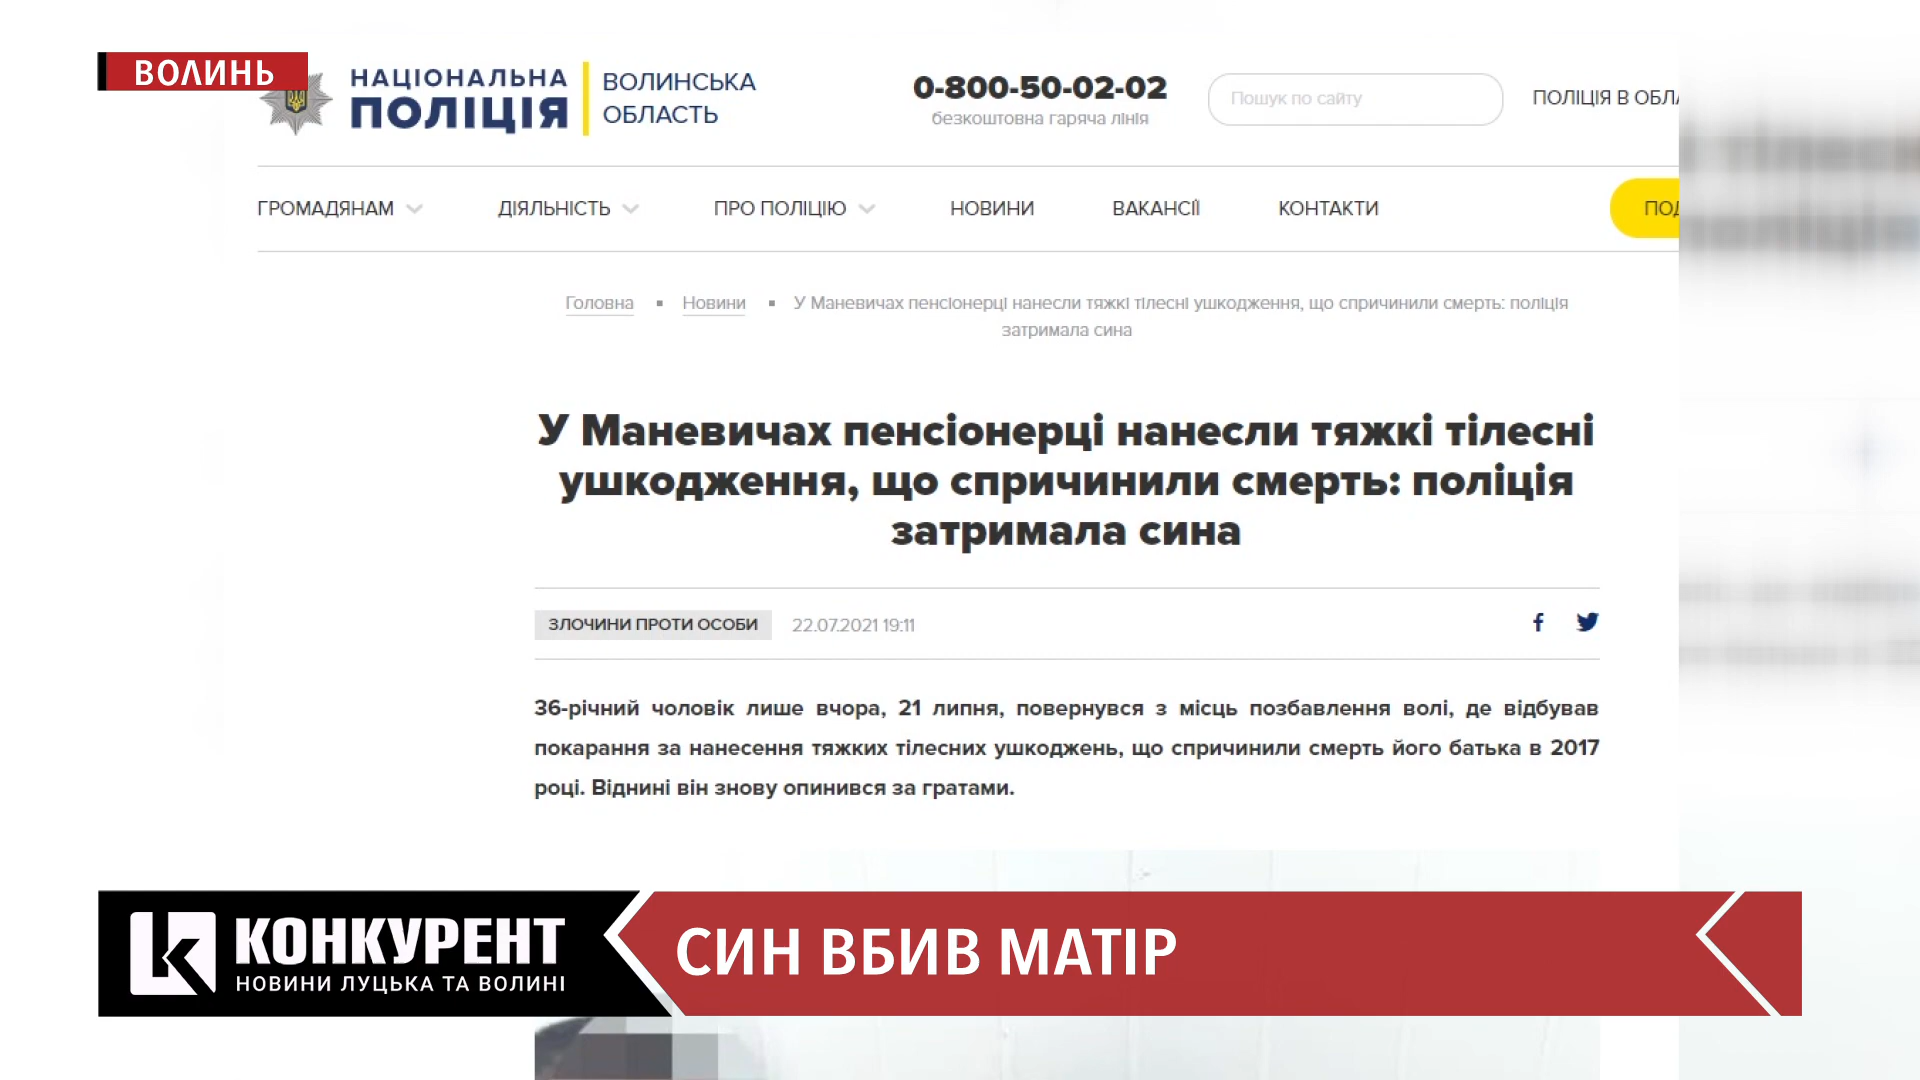 ВОЛИНЬ
НАЦІОНАЛЬНА
ПОЛІЦІЯ
ВОЛИНСЬКА
ОБЛАСТЬ
0-800-50-02-02
безкоштовна гаряча лінія
Пошук по сайту
ПОЛІЦІЯ В ОБЛА
ГРОМАДЯНАМ
ДІЯЛЬНІСТЬ
ПРО ПОЛІЦІЮ
НОВИНИ
ВАКАНСІЇ
КОНТАКТИ
ПОД
Головна ▪ Новини ▪ У Маневичах пенсіонерці нанесли тяжкі тілесні ушкодження, що спричинили смерть: поліція
затримала сина
У Маневичах пенсіонерці нанесли тяжкі тілесні
ушкодження, що спричинили смерть: поліція
затримала сина
ЗЛОЧИНИ ПРОТИ ОСОБИ 22.07.2021 19:11
36-річний чоловік лише вчора, 21 липня, повернувся з місць позбавлення волі, де відбував
покарання за нанесення тяжких тілесних ушкоджень, що спричинили смерть його батька в 2017
році. Віднині він знову опинився за гратами.
КОНКУРЕНТ
НОВИНИ ЛУЦЬКА ТА ВОЛИНІ
СИН ВБИВ МАТІР